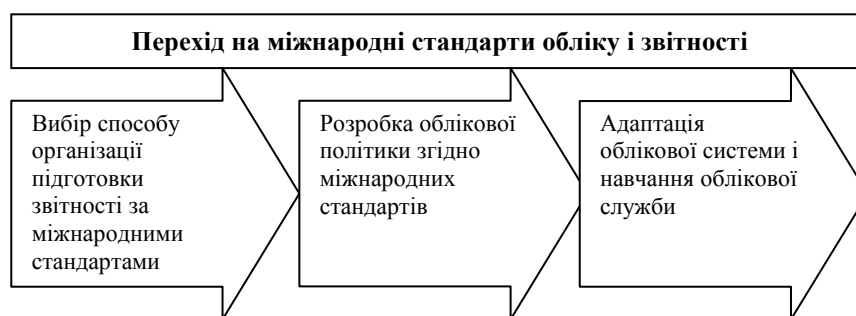 Перехід на міжнародні стандарти обліку і звітності
Вибір способу
організації
підготовки
звітності за
міжнародними
стандартами
Розробка облікової
політики згідно
міжнародних
стандартів
Адаптація
облікової системи і
навчання облікової
служби